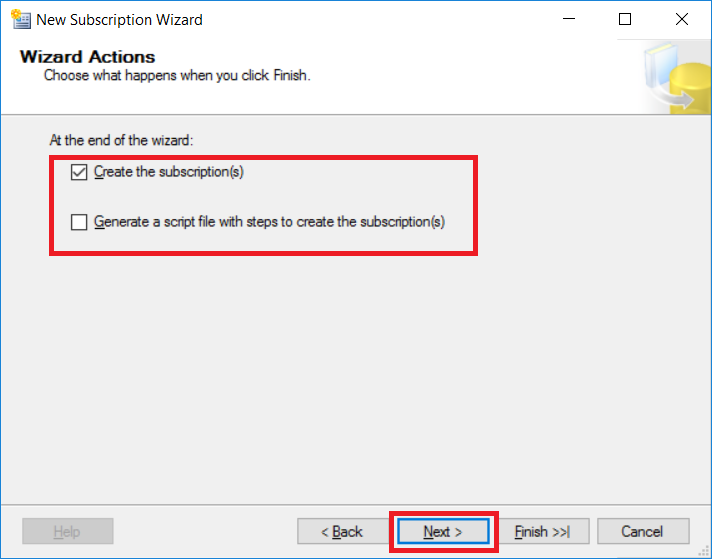 New Subscription Wizard
Wizard Actions
Choose what happens when you click Finish.
At the end of the wizard:
Create the subscription(s)
Generate a script file with steps to create the subscription(s)
Help
< Back
Next >
Finish >>|
Cancel